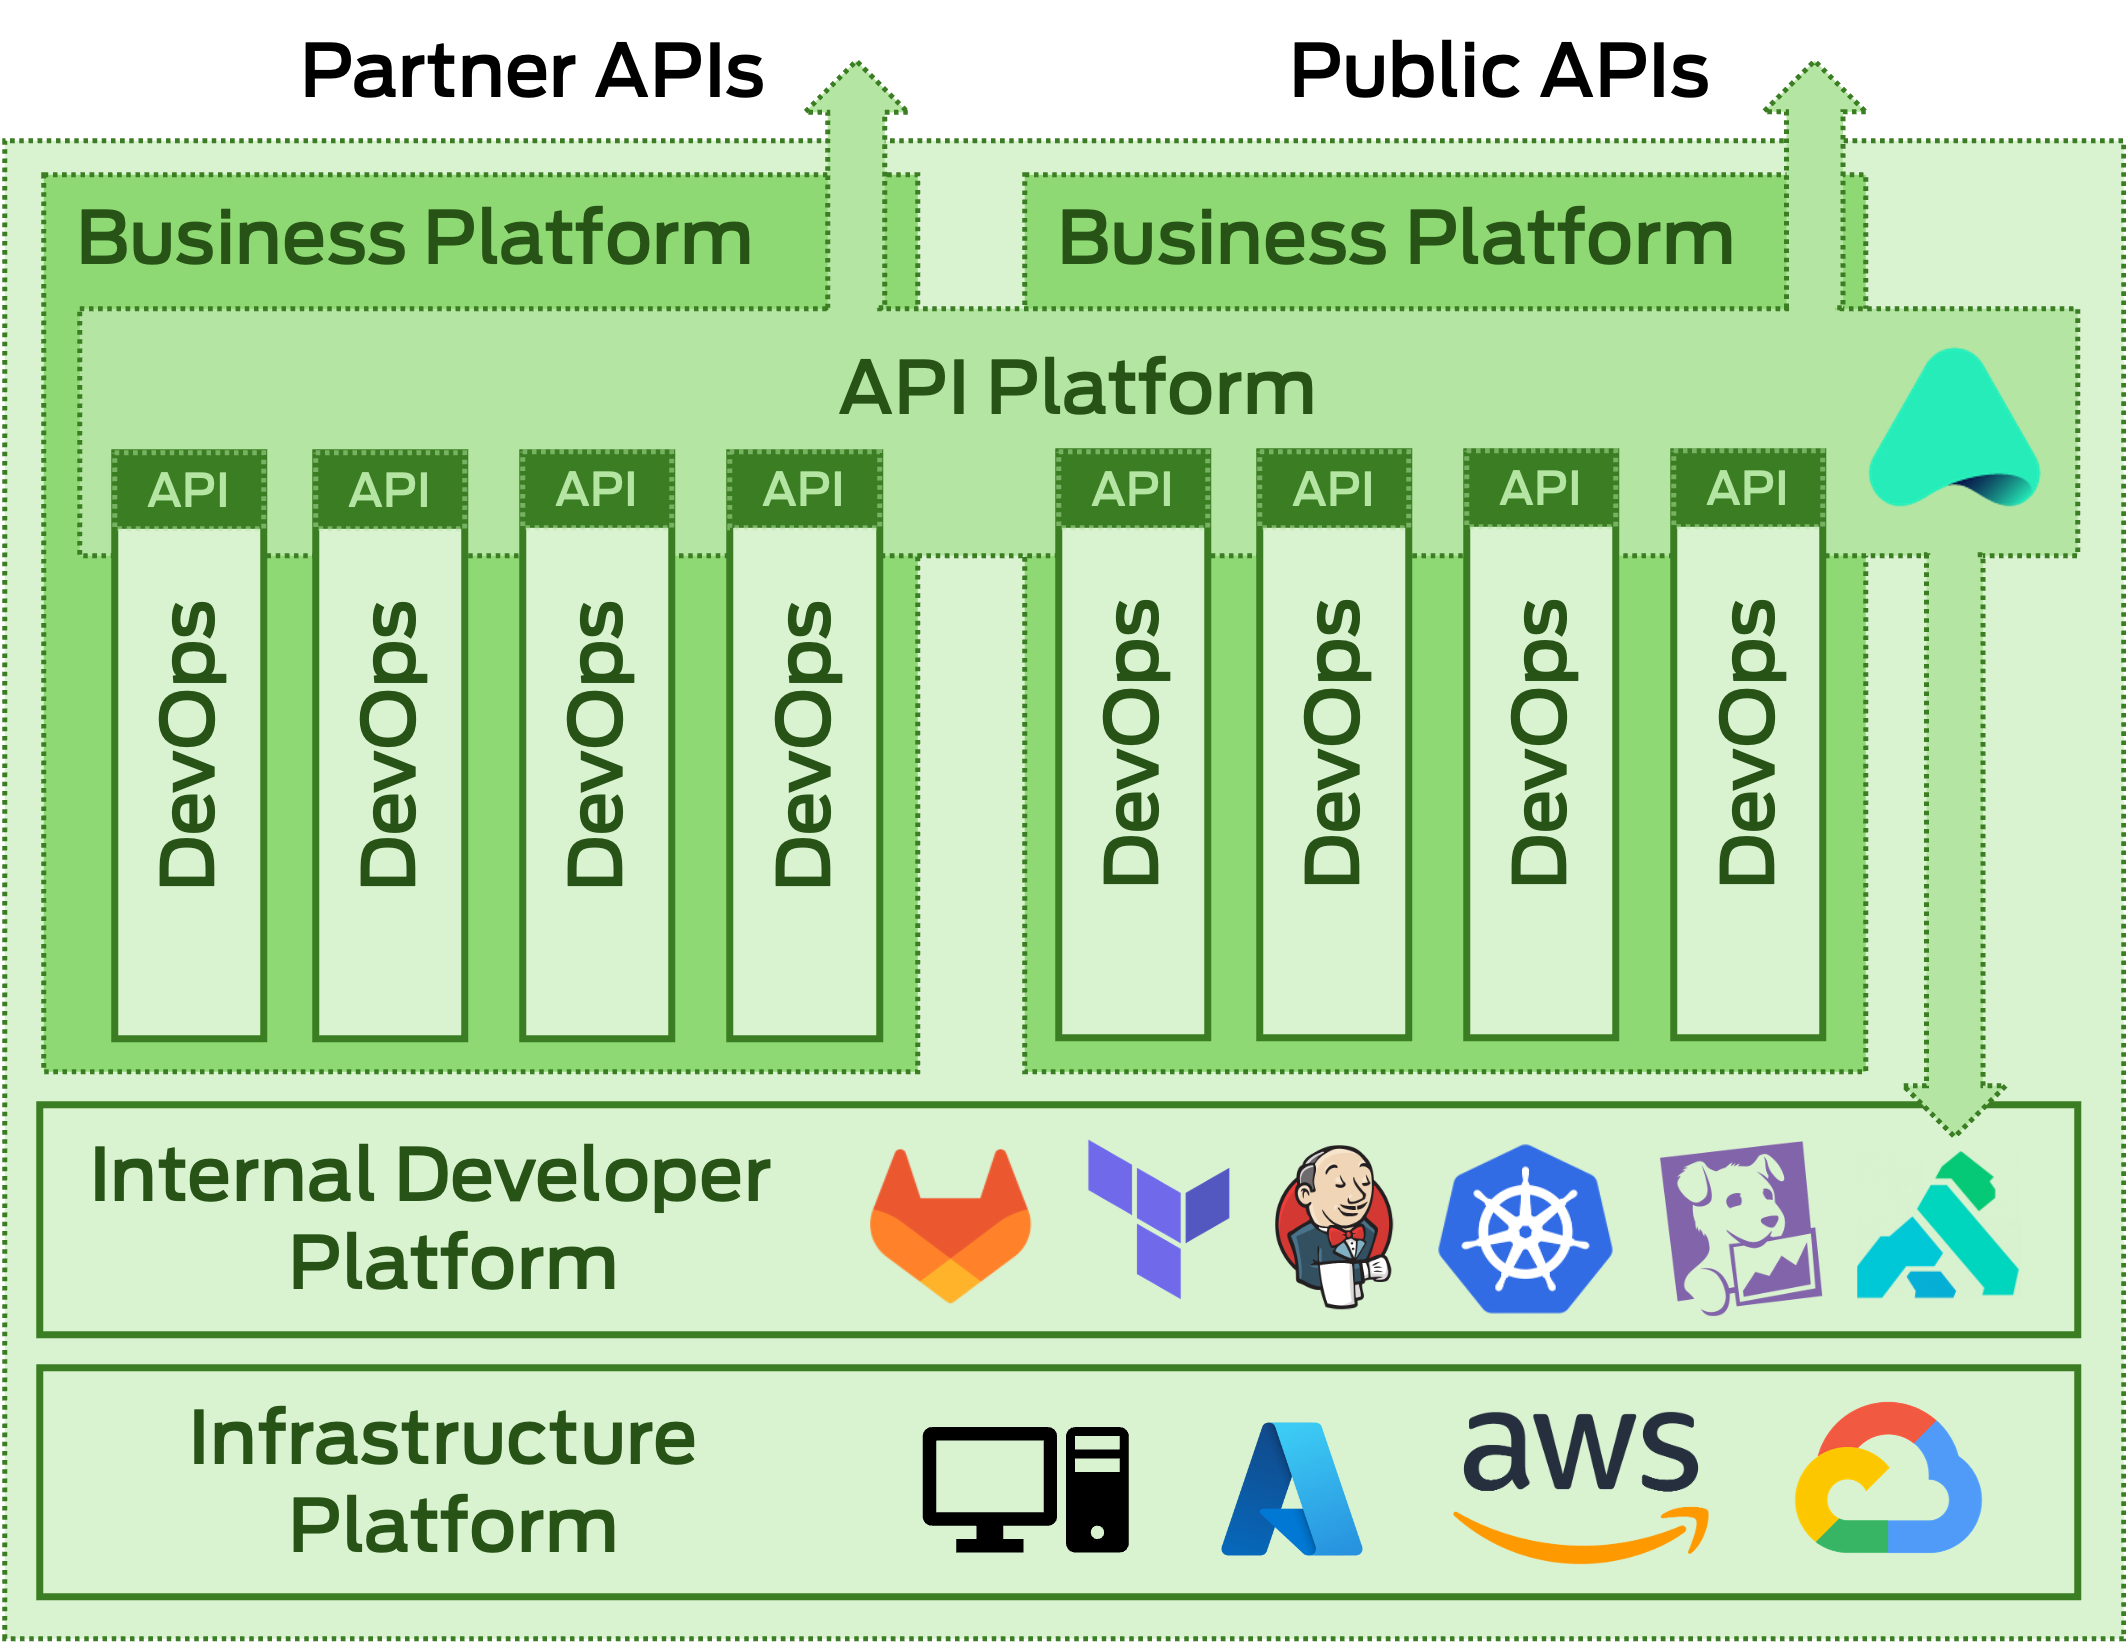 Partner APIs
Public APIs
Business Platform
Business Platform
API Platform
API
API
API
API
API
API
API
API
DevOps
DevOps
DevOps
DevOps
DevOps
DevOps
DevOps
DevOps
Internal Developer
Platform
Infrastructure
Platform
aws